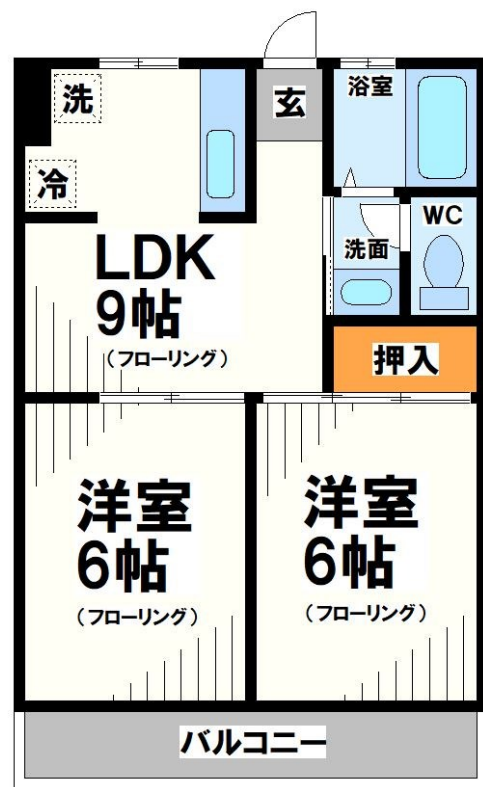 浴室
洗
玄
冷
WC
洗面
LDK
9帖
(フローリング)
押入
洋室
6帖
(フローリング)
洋室
6帖
(フローリング)
バルコニー